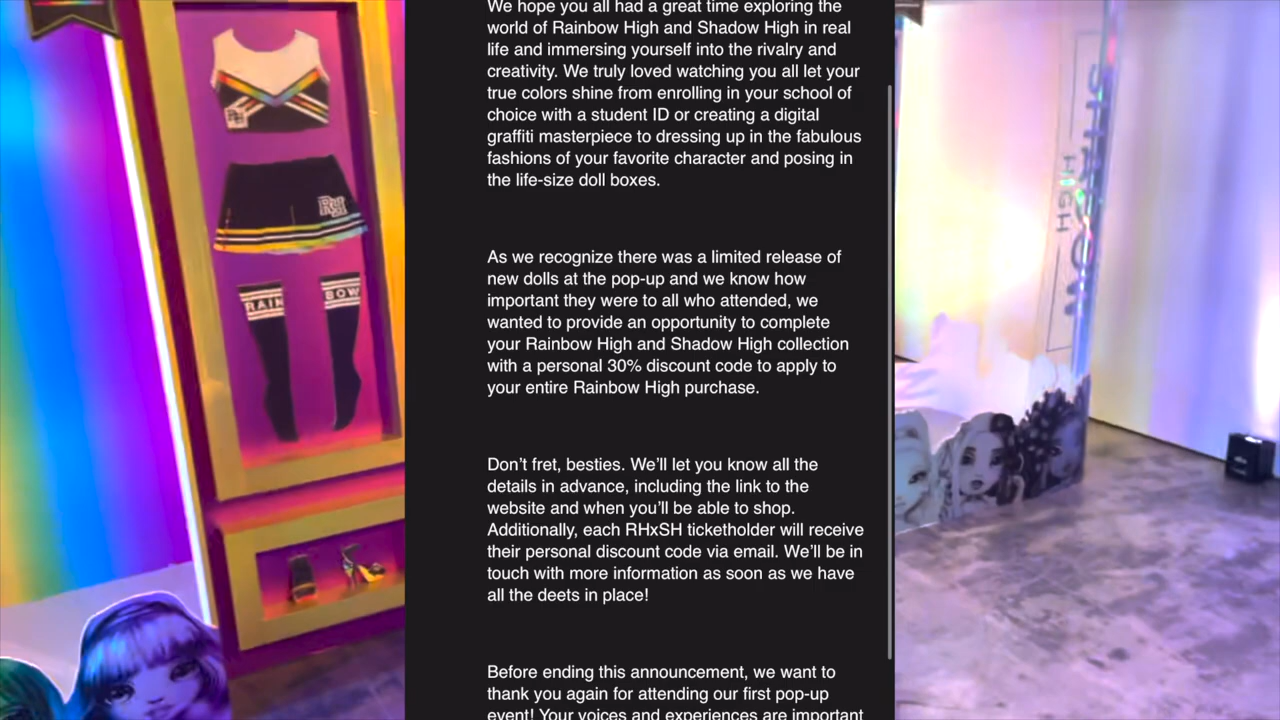 We hope you all had a great time exploring the
world of Rainbow High and Shadow High in real
life and immersing yourself into the rivalry and
creativity. We truly loved watching you all let your
true colors shine from enrolling in your school of
choice with a student ID or creating a digital
graffiti masterpiece to dressing up in the fabulous
fashions of your favorite character and posing in
the life-size doll boxes.
As we recognize there was a limited release of
new dolls at the pop-up and we know how
important they were to all who attended, we
wanted to provide an opportunity to complete
your Rainbow High and Shadow High collection
with a personal 30% discount code to apply to
your entire Rainbow High purchase.
Don’t fret, besties. We’ll let you know all the
details in advance, including the link to the
website and when you’ll be able to shop.
Additionally, each RHxSH ticketholder will receive
their personal discount code via email. We’ll be in
touch with more information as soon as we have
all the deets in place!
Before ending this announcement, we want to
thank you again for attending our first pop-up
event! Your voices and experiences are important
RAIN
BOW
SHADOW
HIGH